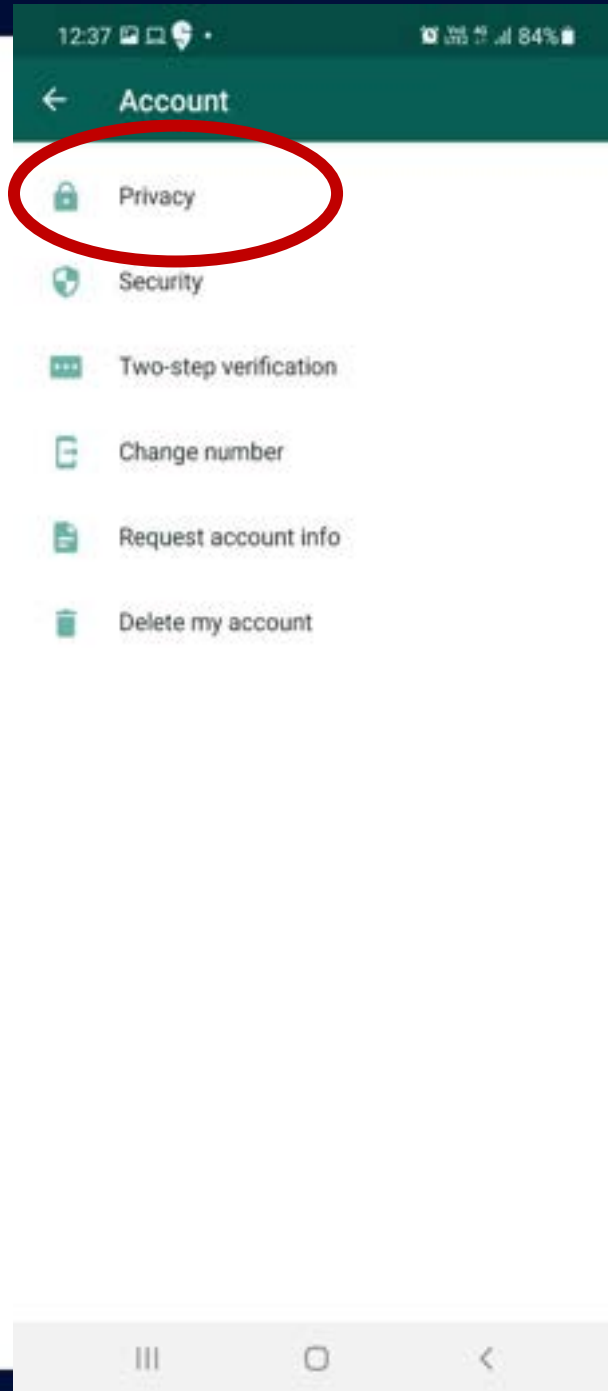 12:37 84%
Account
Privacy
Security
Two-step verification
Change number
Request account info
Delete my account